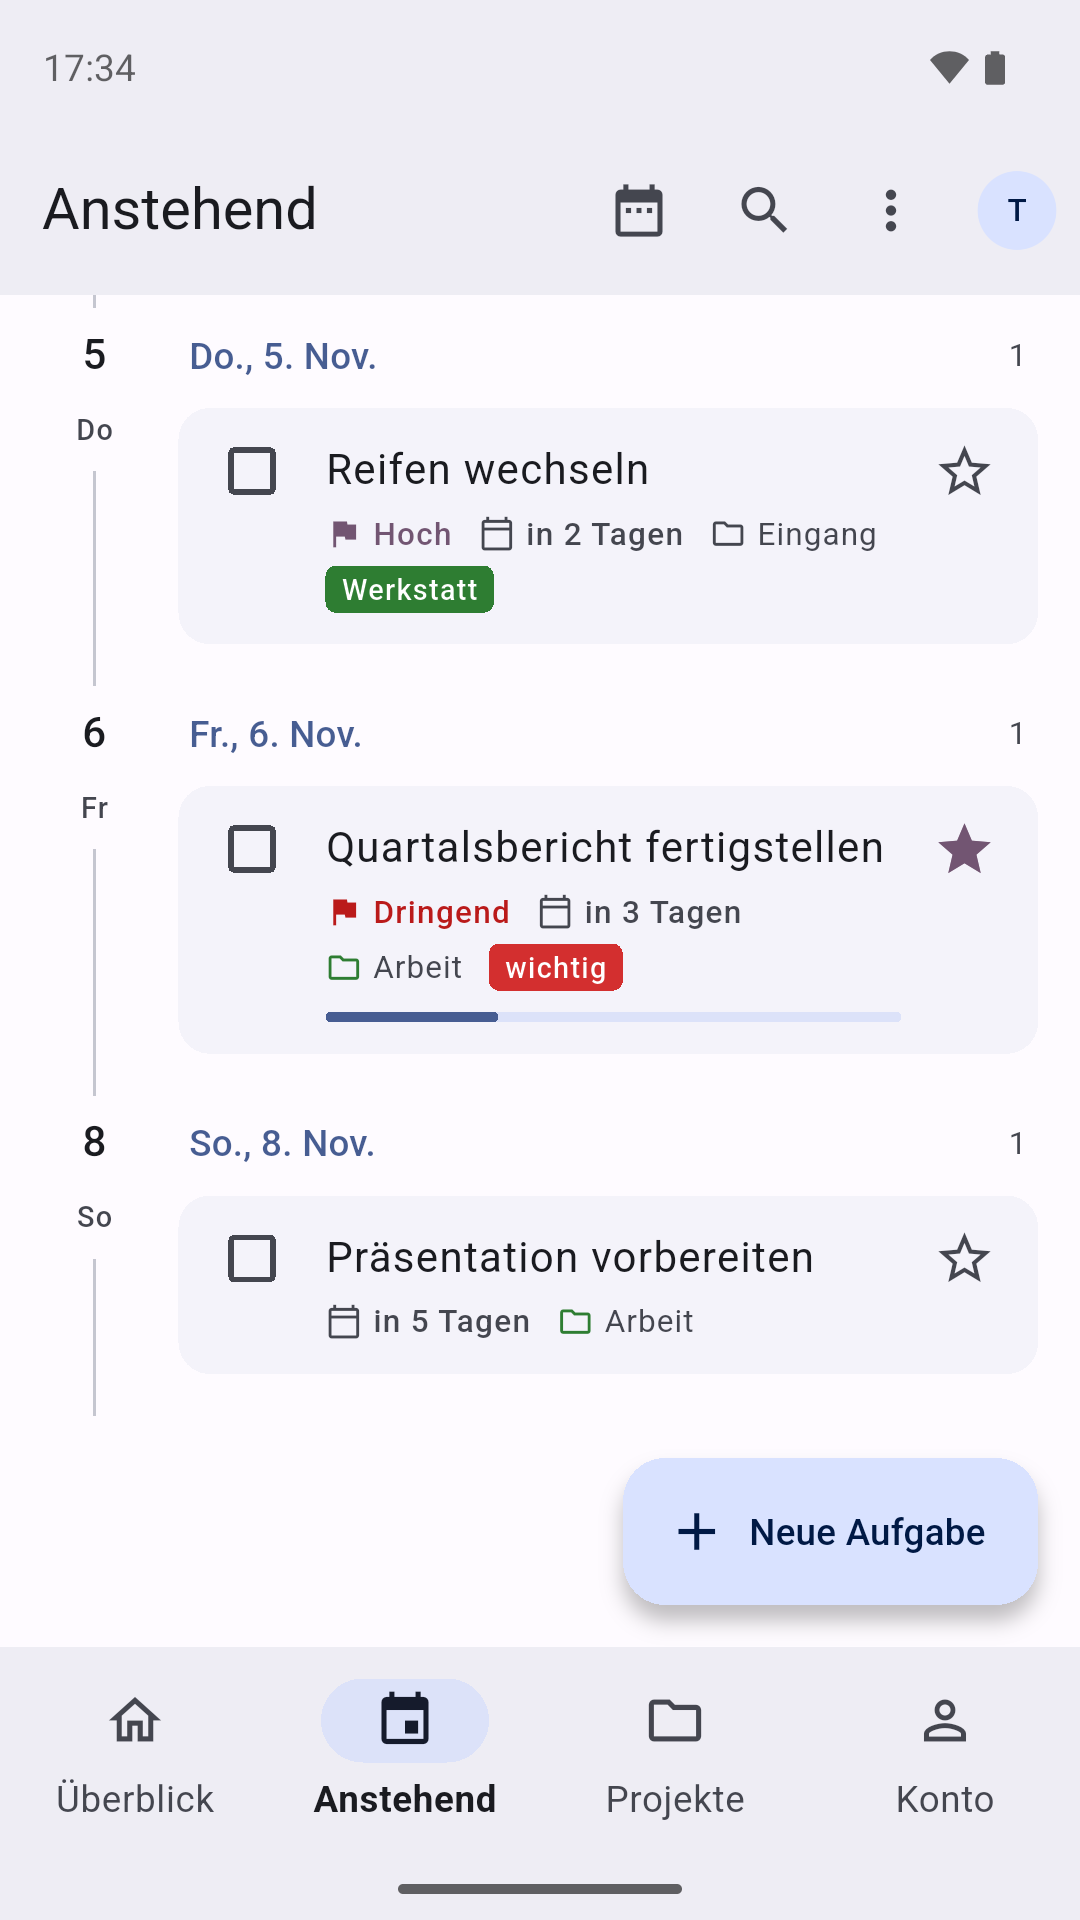 17:34
Anstehend
T
5 Do., 5. Nov. 1
Do
Reifen wechseln
Hoch in 2 Tagen Eingang
Werkstatt
6 Fr., 6. Nov. 1
Fr
Quartalsbericht fertigstellen
Dringend in 3 Tagen
Arbeit wichtig
8 So., 8. Nov. 1
So
Präsentation vorbereiten
in 5 Tagen Arbeit
Neue Aufgabe
Überblick Anstehend Projekte Konto